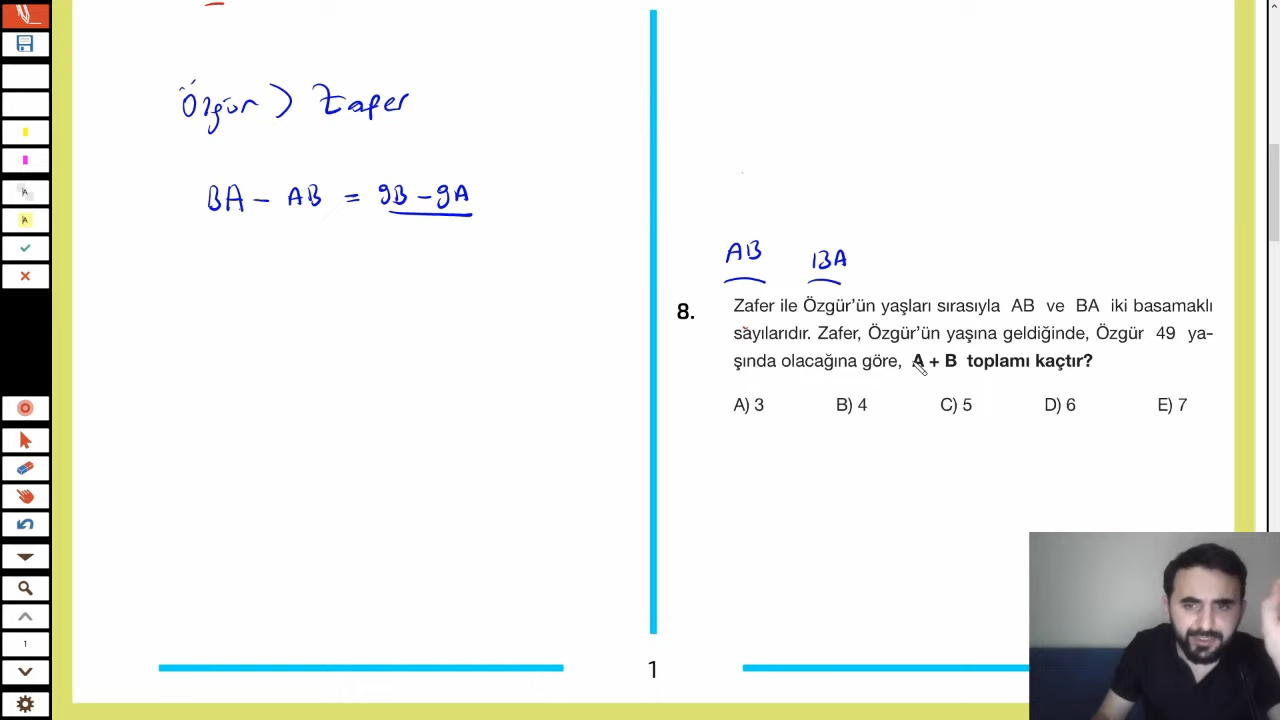 Özgür > Zafer
BA - AB = 9B - 9A
AB BA
8. Zafer ile Özgür'ün yaşları sırasıyla AB ve BA iki basamaklı
sayılarıdır. Zafer, Özgür'ün yaşına geldiğinde, Özgür 49 ya-
şında olacağına göre, A + B toplamı kaçtır?
A) 3 B) 4 C) 5 D) 6 E) 7
1
1